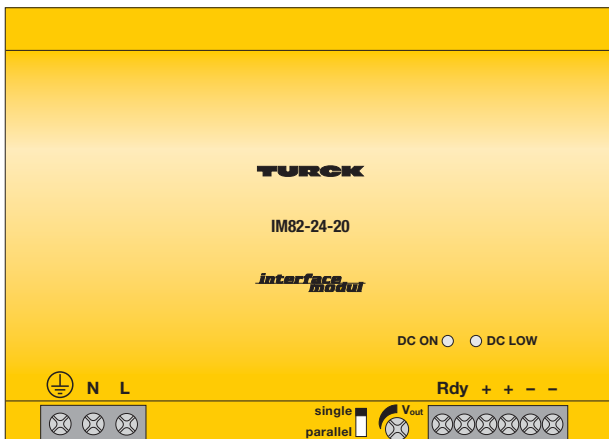 TURCK
IM82-24-20
interface
modul
DC ON DC LOW
N L
Rdy + + – –
single
parallel
Vout